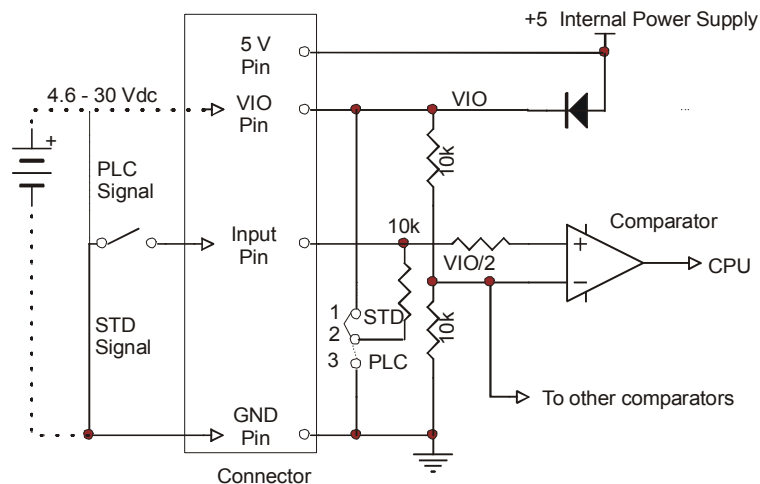 +5 Internal Power Supply
5 V
Pin
4.6 - 30 Vdc
VIO
Pin
VIO
...
+
PLC
Signal
10k
Input
Pin
10k
VIO/2
+
−
Comparator
CPU
STD
Signal
1
STD
2
3
PLC
10k
To other comparators
GND
Pin
Connector